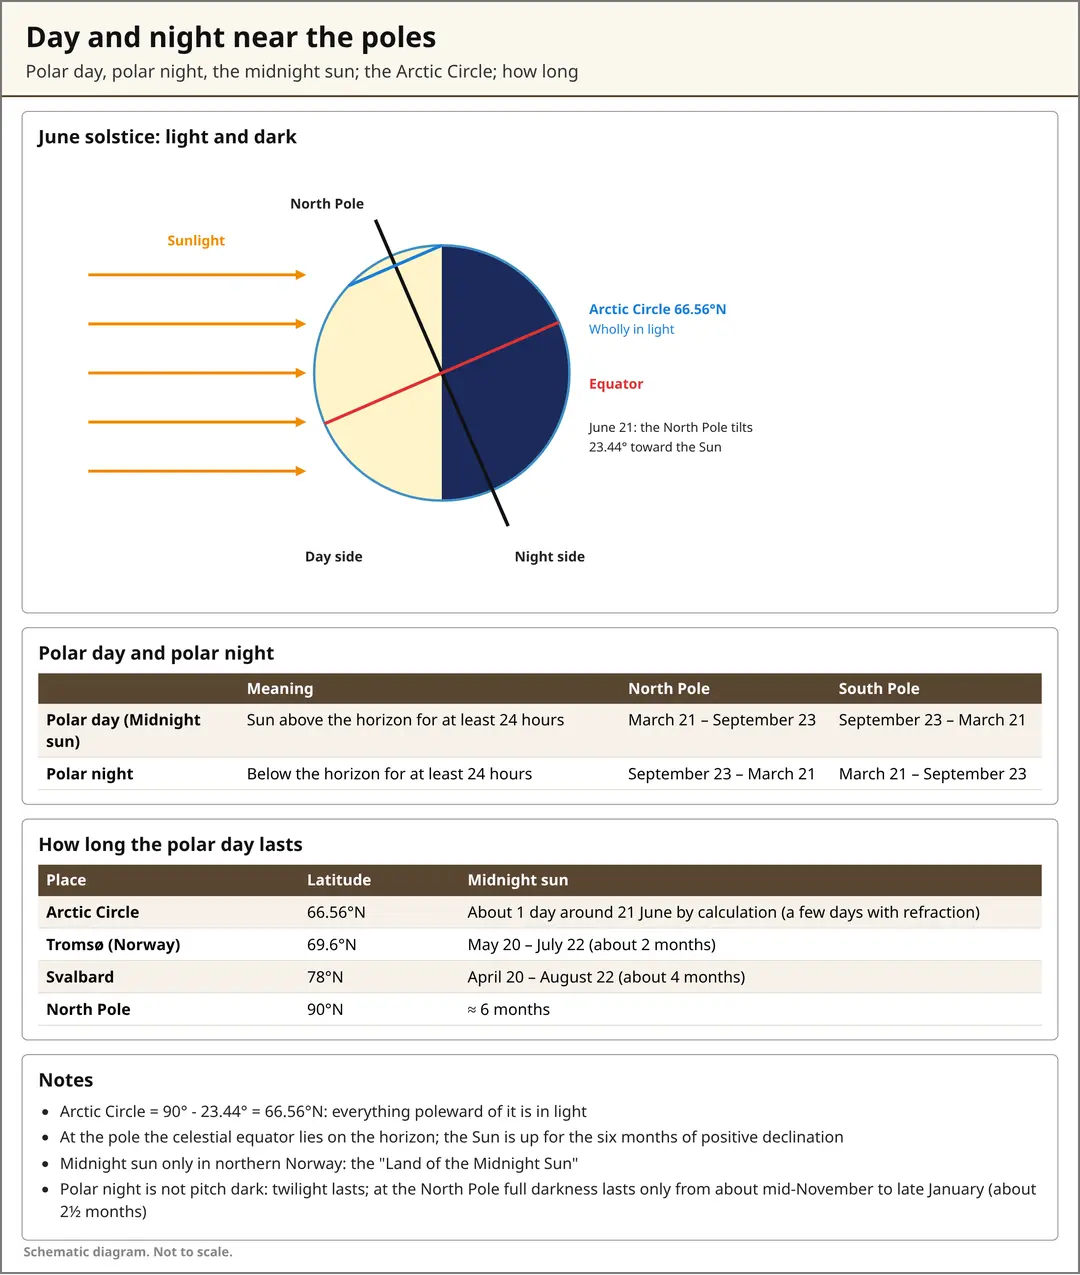 Day and night near the poles
Polar day, polar night, the midnight sun; the Arctic Circle; how long
June solstice: light and dark
North Pole
Sunlight
Arctic Circle 66.56°N
Wholly in light
Equator
June 21: the North Pole tilts
23.44° toward the Sun
Day side
Night side
Polar day and polar night
Meaning
North Pole
South Pole
Polar day (Midnight
sun)
Sun above the horizon for at least 24 hours
March 21 – September 23
September 23 – March 21
Polar night
Below the horizon for at least 24 hours
September 23 – March 21
March 21 – September 23
How long the polar day lasts
Place
Latitude
Midnight sun
Arctic Circle
66.56°N
About 1 day around 21 June by calculation (a few days with refraction)
Tromsø (Norway)
69.6°N
May 20 – July 22 (about 2 months)
Svalbard
78°N
April 20 – August 22 (about 4 months)
North Pole
90°N
≈ 6 months
Notes
• Arctic Circle = 90° - 23.44° = 66.56°N: everything poleward of it is in light
• At the pole the celestial equator lies on the horizon; the Sun is up for the six months of positive declination
• Midnight sun only in northern Norway: the "Land of the Midnight Sun"
• Polar night is not pitch dark: twilight lasts; at the North Pole full darkness lasts only from about mid-November to late January (about
2½ months)
Schematic diagram. Not to scale.